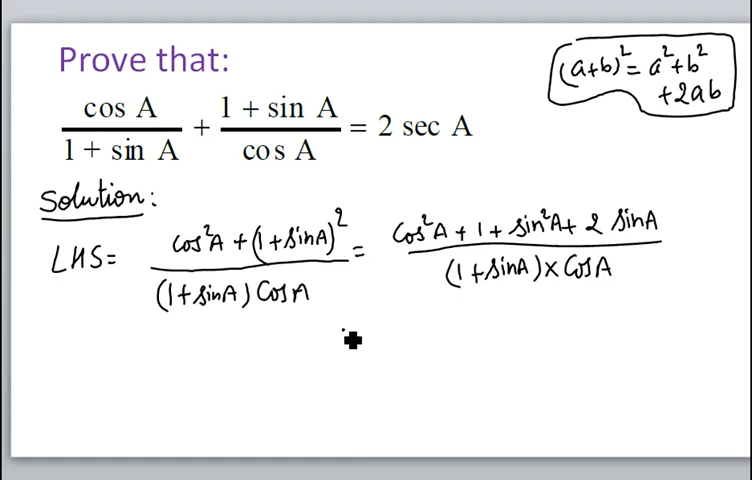 Prove that:
(a+b)² = a²+b²
+2ab
cos A / 1 + sin A + 1 + sin A / cos A = 2 sec A
Solution:
LHS = cos²A + (1+sinA)² / (1+sinA) cosA = cos²A + 1 + sin²A + 2 sinA / (1+sinA) × cosA